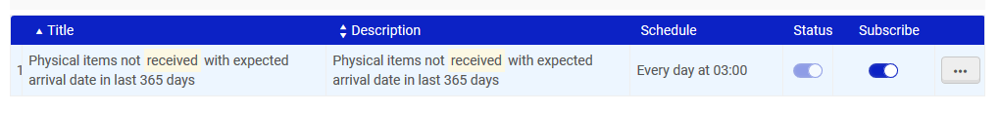 Title Description Schedule Status Subscribe
1 Physical items not received with expected arrival date in last 365 days
Physical items not received with expected arrival date in last 365 days
Every day at 03:00
...